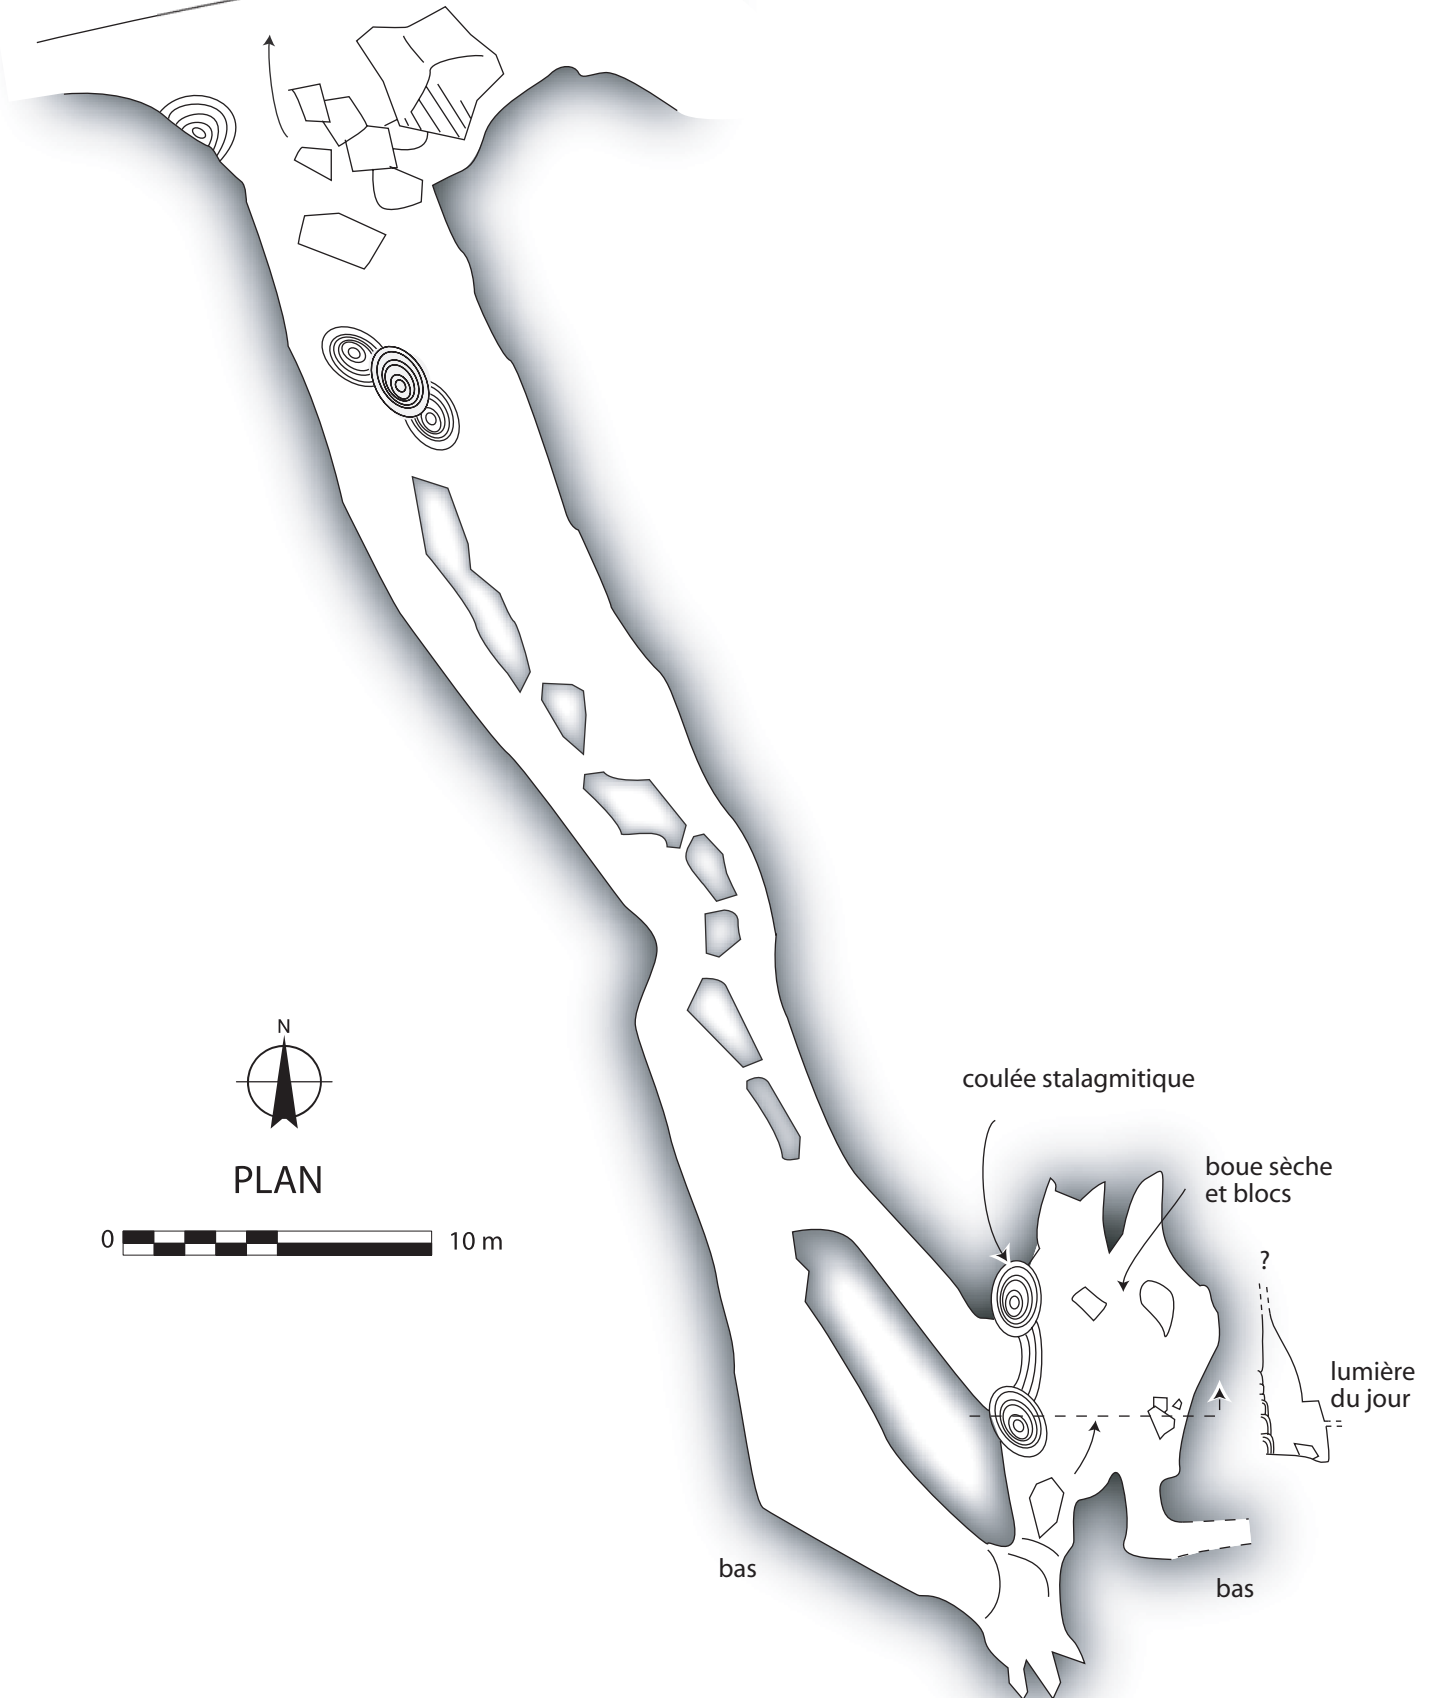 N
PLAN
0
10 m
coulée stalagmitique
boue sèche
et blocs
?
lumière
du jour
bas
bas